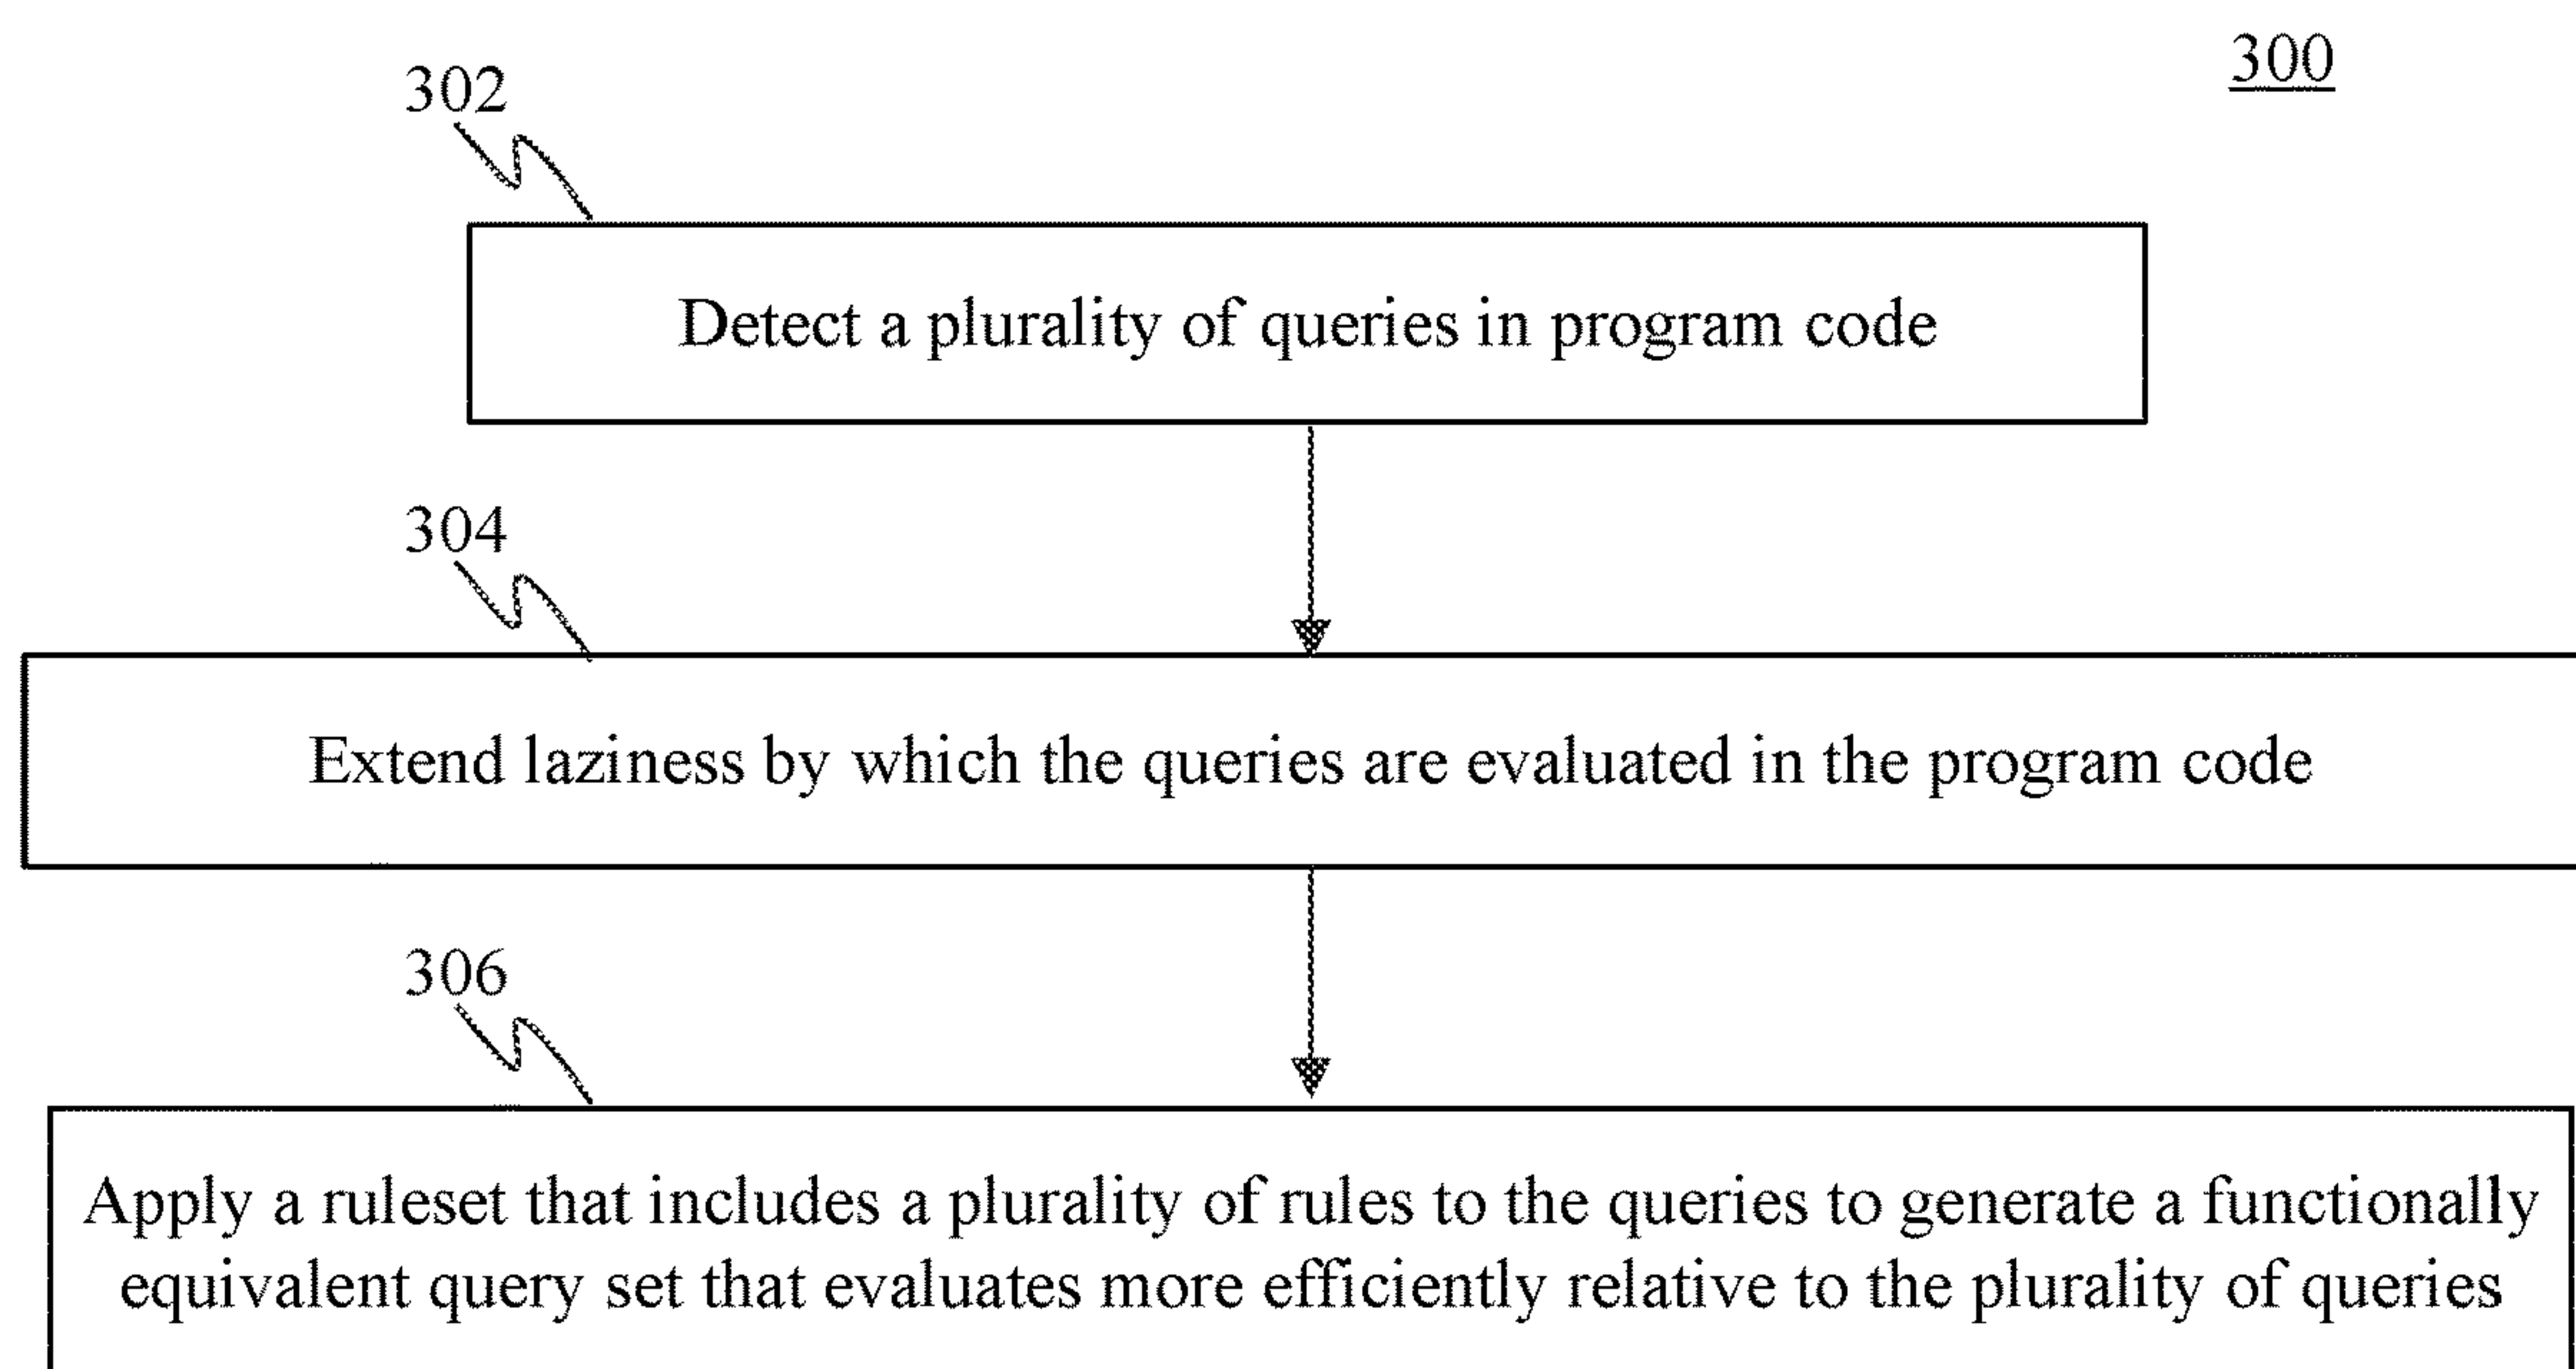 300
302
Detect a plurality of queries in program code
304
Extend laziness by which the queries are evaluated in the program code
306
Apply a ruleset that includes a plurality of rules to the queries to generate a functionally
equivalent query set that evaluates more efficiently relative to the plurality of queries